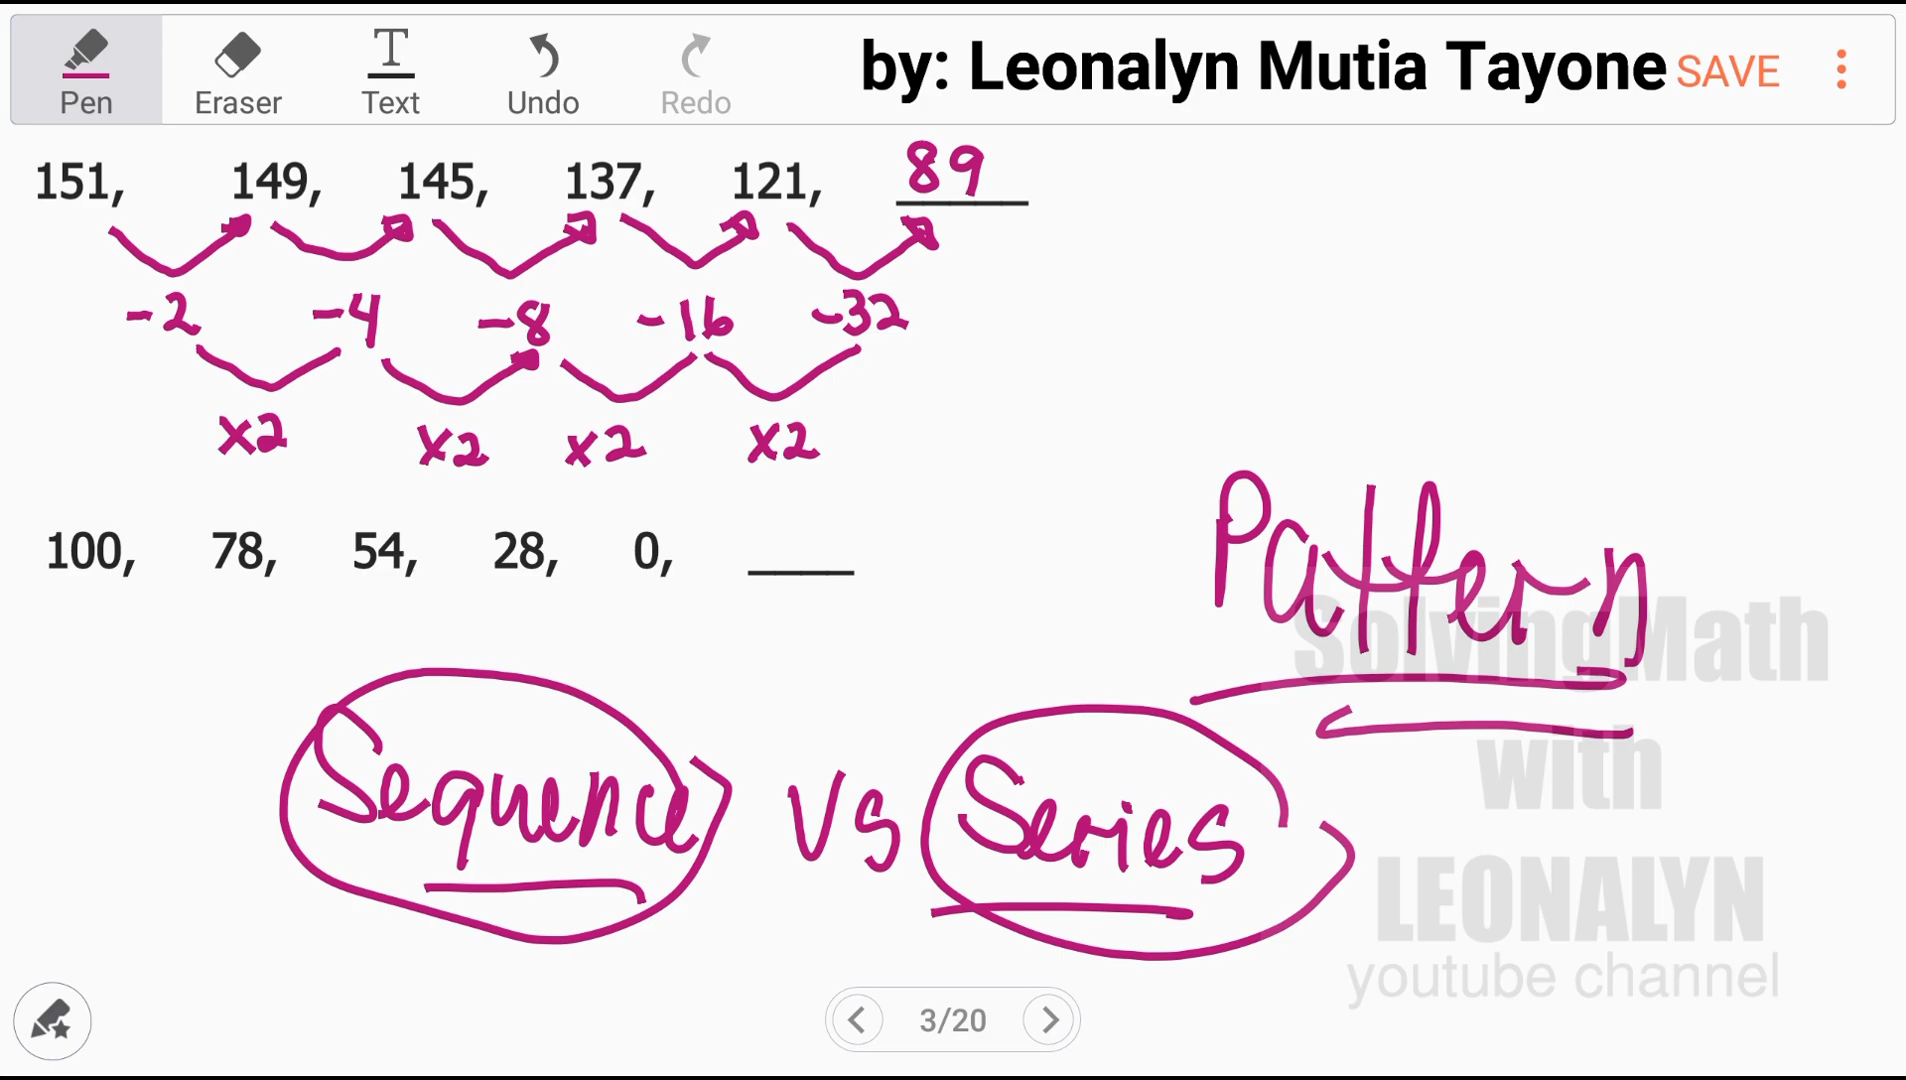 by: Leonalyn Mutia Tayone SAVE
Pen Eraser Text Undo Redo
151, 149, 145, 137, 121, 89
-2 -4 -8 -16 -32
x2 x2 x2 x2
100, 78, 54, 28, 0, ____
Pattern
SolvingMath
with
Sequence Vs Series
LEONALYN
youtube channel
3/20